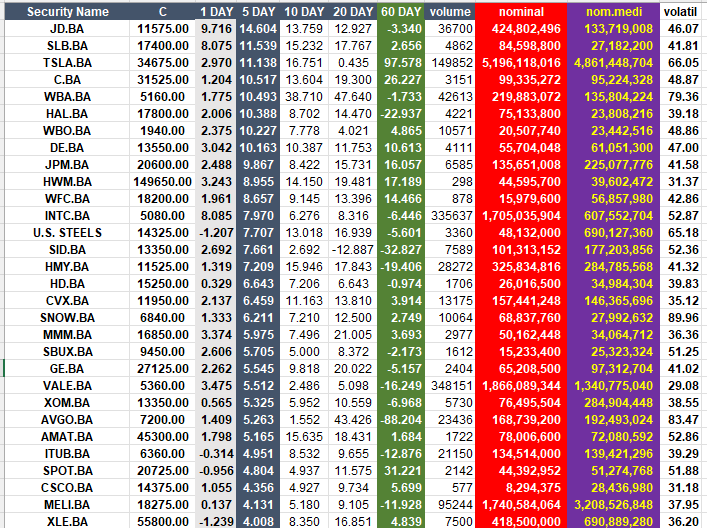 Security Name C 1 DAY 5 DAY 10 DAY 20 DAY 60 DAY volume nominal nom.medi volatil
JD.BA 11575.00 9.716 14.604 13.759 12.927 -3.340 36700 424,802,496 133,719,008 46.07
SLB.BA 17400.00 8.075 11.539 15.232 17.767 2.656 4862 84,598,800 27,182,200 41.81
TSLA.BA 34675.00 2.970 11.138 16.751 0.435 97.578 149852 5,196,118,016 4,861,448,704 66.05
C.BA 31525.00 1.204 10.517 13.604 19.300 26.227 3151 99,335,272 95,224,328 48.87
WBA.BA 5160.00 1.775 10.493 38.710 47.640 -1.733 42613 219,883,072 135,804,224 79.36
HAL.BA 17800.00 2.006 10.388 8.702 14.470 -22.937 4221 75,133,800 23,808,216 39.18
WBO.BA 1940.00 2.375 10.227 7.778 4.021 4.865 10571 20,507,740 23,442,516 48.86
DE.BA 13550.00 3.042 10.163 10.387 11.753 10.613 4111 55,704,048 61,051,300 47.00
JPM.BA 20600.00 2.488 9.867 8.422 15.731 16.057 6585 135,651,008 225,077,776 41.58
HWM.BA 149650.00 3.243 8.955 14.150 19.481 17.189 298 44,595,700 39,602,472 31.37
WFC.BA 18200.00 1.961 8.657 9.145 13.396 14.466 878 15,979,600 56,857,980 42.86
INTC.BA 5080.00 8.085 7.970 6.276 8.316 -6.446 335637 1,705,035,904 607,552,704 52.87
U.S. STEELS 14325.00 -1.207 7.707 13.018 16.939 -5.601 3360 48,132,000 690,127,360 65.18
SID.BA 13350.00 2.692 7.661 2.692 -12.887 -32.827 7589 101,313,152 177,203,856 52.36
HMY.BA 11525.00 1.319 7.209 15.946 17.843 -19.406 28272 325,834,816 284,785,568 41.32
HD.BA 15250.00 0.329 6.643 7.206 6.643 -0.974 1706 26,016,500 34,984,304 39.83
CVX.BA 11950.00 2.137 6.459 11.163 13.810 3.914 13175 157,441,248 146,365,696 35.12
SNOW.BA 6840.00 1.333 6.211 7.210 12.500 2.749 10064 68,837,760 27,992,632 89.96
MMM.BA 16850.00 3.374 5.975 7.496 21.005 3.693 2977 50,162,448 34,064,712 36.36
SBUX.BA 9450.00 2.606 5.705 5.000 8.372 -2.173 1612 15,233,400 25,323,324 51.25
GE.BA 27125.00 2.262 5.545 9.818 20.022 -5.157 2404 65,208,500 97,312,704 41.02
VALE.BA 5360.00 3.475 5.512 2.486 5.098 -16.249 348151 1,866,089,344 1,340,775,040 29.08
XOM.BA 13350.00 0.565 5.325 5.952 10.559 -6.968 5730 76,495,504 284,904,448 38.55
AVGO.BA 7200.00 1.409 5.263 1.552 43.426 -88.204 23436 168,739,200 192,493,024 83.47
AMAT.BA 45300.00 1.798 5.165 15.635 18.431 1.684 1722 78,006,600 72,080,592 52.86
ITUB.BA 6360.00 -0.314 4.951 8.532 9.655 -12.876 21150 134,514,000 139,421,296 39.29
SPOT.BA 20725.00 -0.956 4.804 4.937 11.575 31.221 2142 44,392,952 51,274,768 51.88
CSCO.BA 14375.00 1.055 4.356 4.927 9.734 5.699 577 8,294,375 28,436,980 31.18
MELI.BA 18275.00 0.137 4.131 5.180 9.105 -11.928 95244 1,740,584,064 3,208,526,848 37.95
XLE.BA 55800.00 -1.239 4.008 8.350 16.851 4.839 7500 418,500,000 690,889,280 36.20